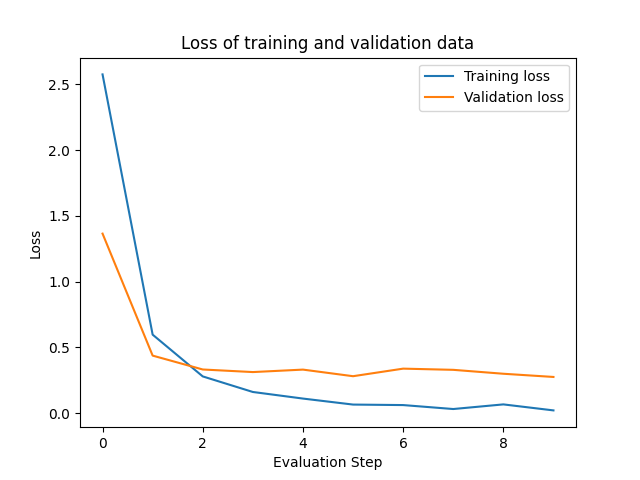 Loss of training and validation data
Training loss
Validation loss
2.5
2.0
1.5
1.0
0.5
0.0
Loss
0 2 4 6 8
Evaluation Step